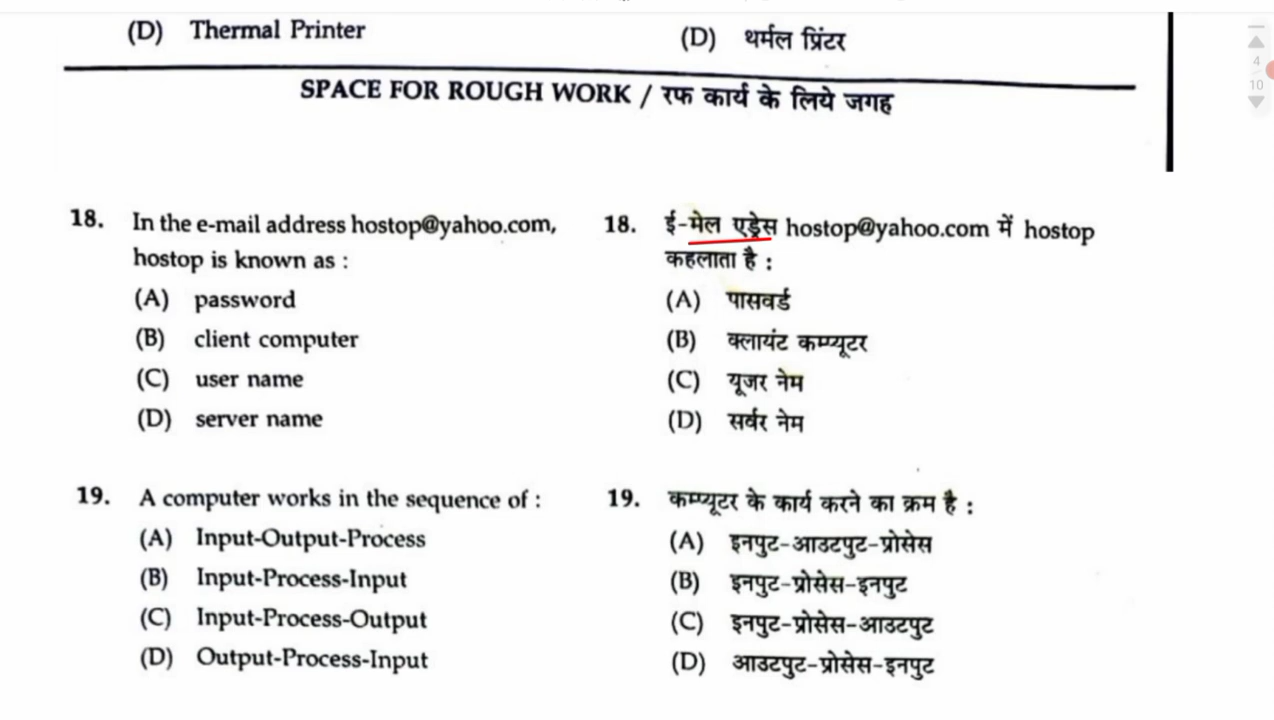 (D) Thermal Printer
(D) थर्मल प्रिंटर
SPACE FOR ROUGH WORK / रफ कार्य के लिये जगह
18. In the e-mail address hostop@yahoo.com,
hostop is known as :
(A) password
(B) client computer
(C) user name
(D) server name
18. ई-मेल एड्रेस hostop@yahoo.com में hostop
कहलाता है :
(A) पासवर्ड
(B) क्लायंट कम्प्यूटर
(C) यूजर नेम
(D) सर्वर नेम
19. A computer works in the sequence of :
(A) Input-Output-Process
(B) Input-Process-Input
(C) Input-Process-Output
(D) Output-Process-Input
19. कम्प्यूटर के कार्य करने का क्रम है :
(A) इनपुट-आउटपुट-प्रोसेस
(B) इनपुट-प्रोसेस-इनपुट
(C) इनपुट-प्रोसेस-आउटपुट
(D) आउटपुट-प्रोसेस-इनपुट
4
10